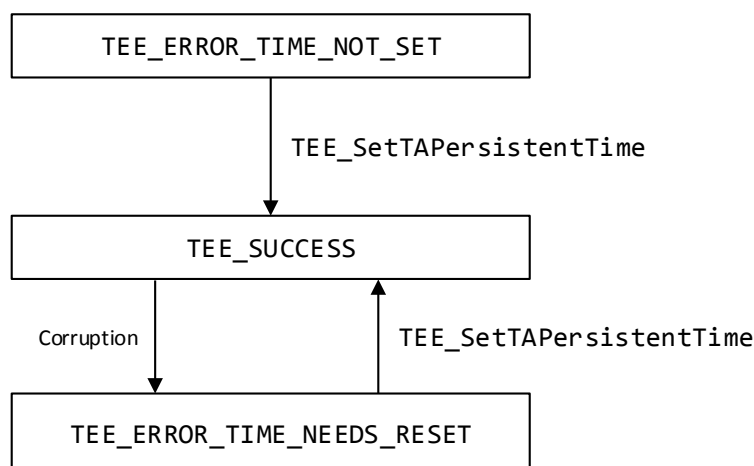 TEE_ERROR_TIME_NOT_SET
TEE_SetTAPersistentTime
TEE_SUCCESS
Corruption
TEE_SetTAPersistentTime
TEE_ERROR_TIME_NEEDS_RESET